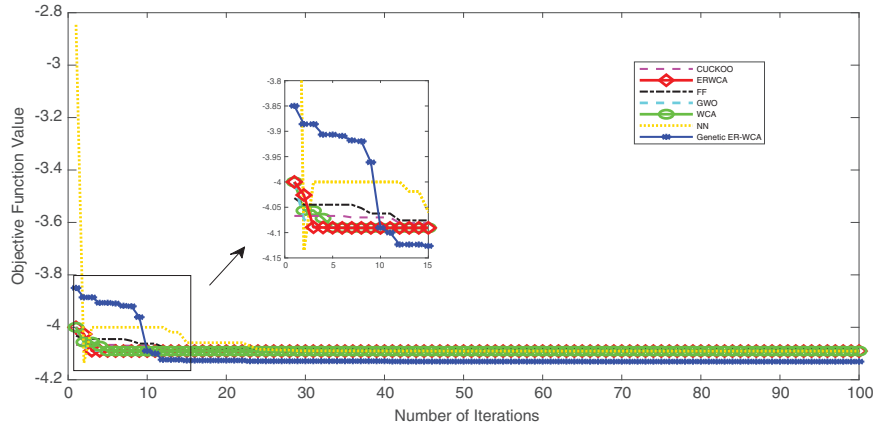 Objective Function Value
-2.8
-3
-3.2
-3.4
-3.6
-3.8
-4
-4.2
0 10 20 30 40 50 60 70 80 90 100
Number of Iterations
-3.8
-3.85
-3.9
-3.95
-4
-4.05
-4.1
-4.15
0 5 10 15
CUCKOO
ERWCA
FF
GWO
WCA
NN
Genetic ER-WCA